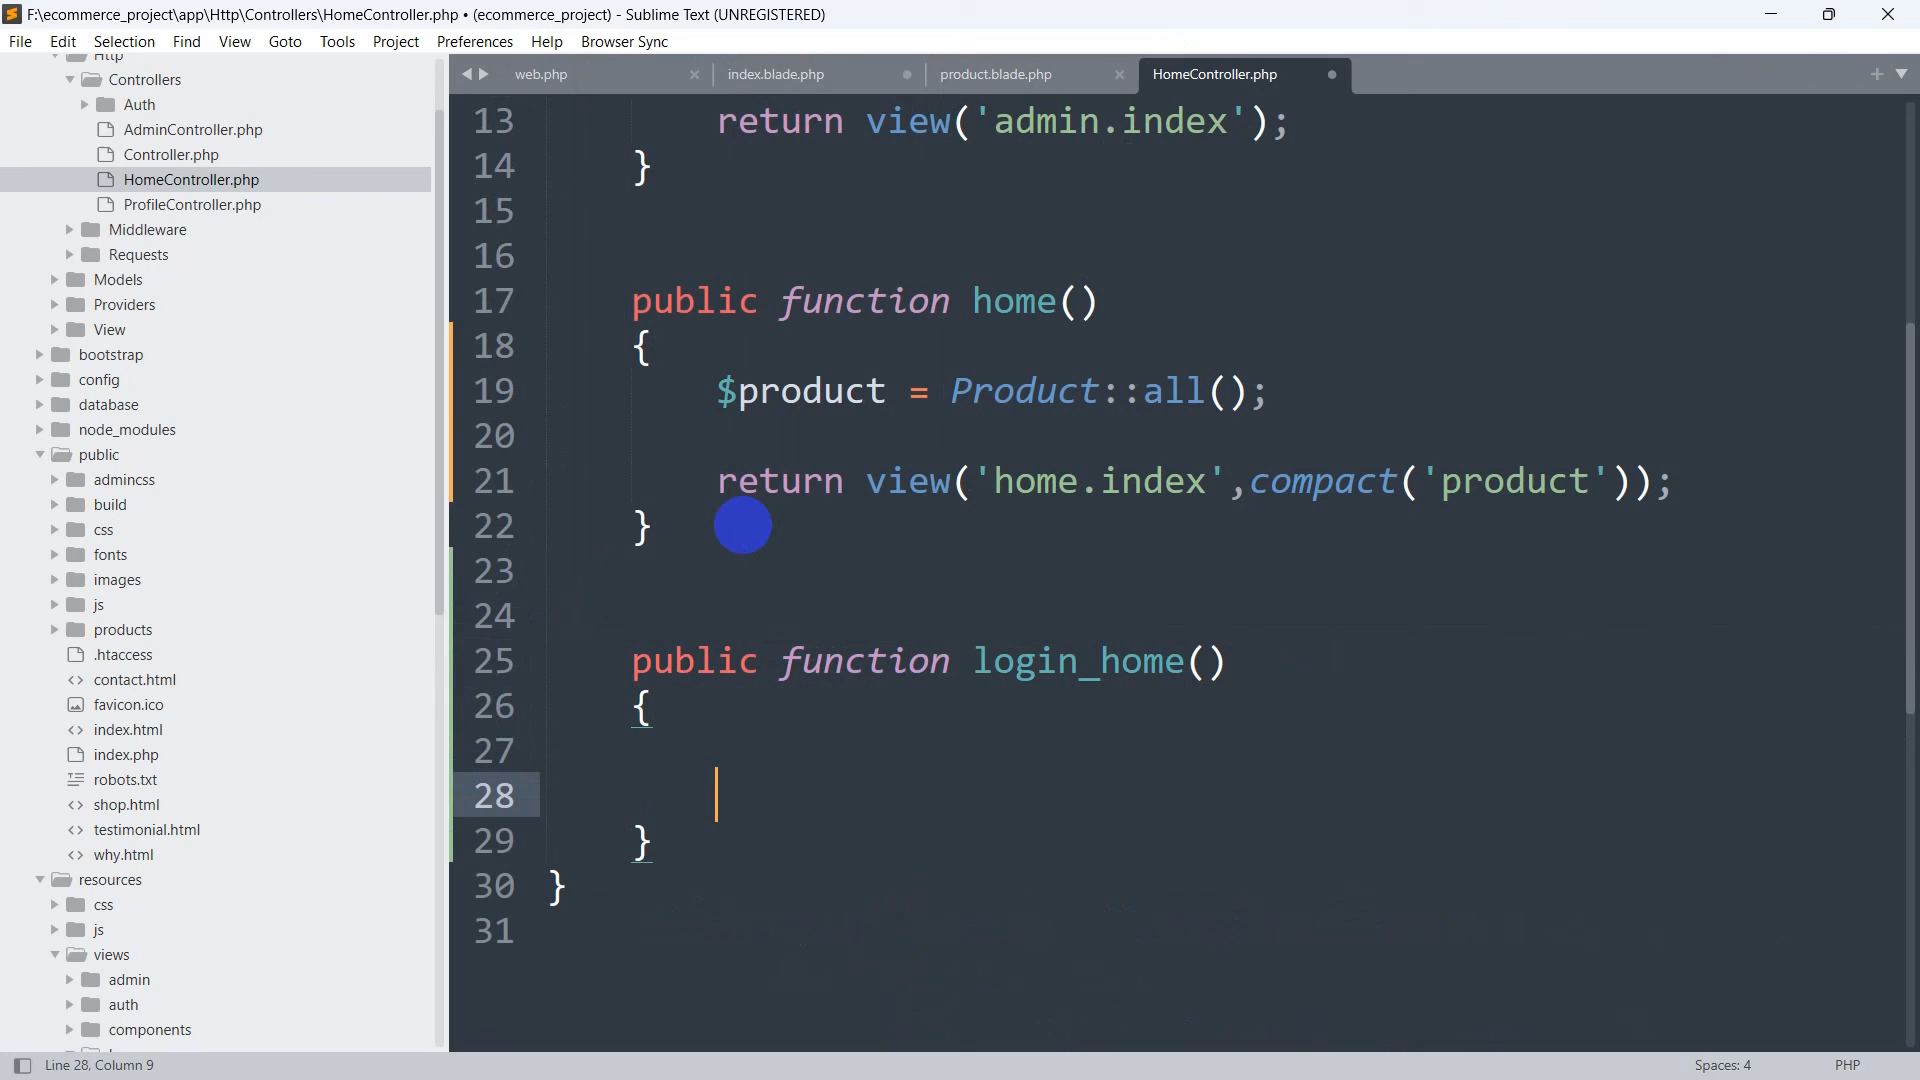 F:\ecommerce_project\app\Http\Controllers\HomeController.php • (ecommerce_project) - Sublime Text (UNREGISTERED)
File Edit Selection Find View Goto Tools Project Preferences Help Browser Sync
web.php index.blade.php product.blade.php HomeController.php
Http
Controllers
Auth
AdminController.php
Controller.php
HomeController.php
ProfileController.php
Middleware
Requests
Models
Providers
View
bootstrap
config
database
node_modules
public
admincss
build
css
fonts
images
js
products
.htaccess
contact.html
favicon.ico
index.html
index.php
robots.txt
shop.html
testimonial.html
why.html
resources
css
js
views
admin
auth
components
13 return view('admin.index');
14 }
15
16
17 public function home()
18 {
19 $product = Product::all();
20
21 return view('home.index',compact('product'));
22 }
23
24
25 public function login_home()
26 {
27
28
29 }
30 }
31
Line 28, Column 9 Spaces: 4 PHP